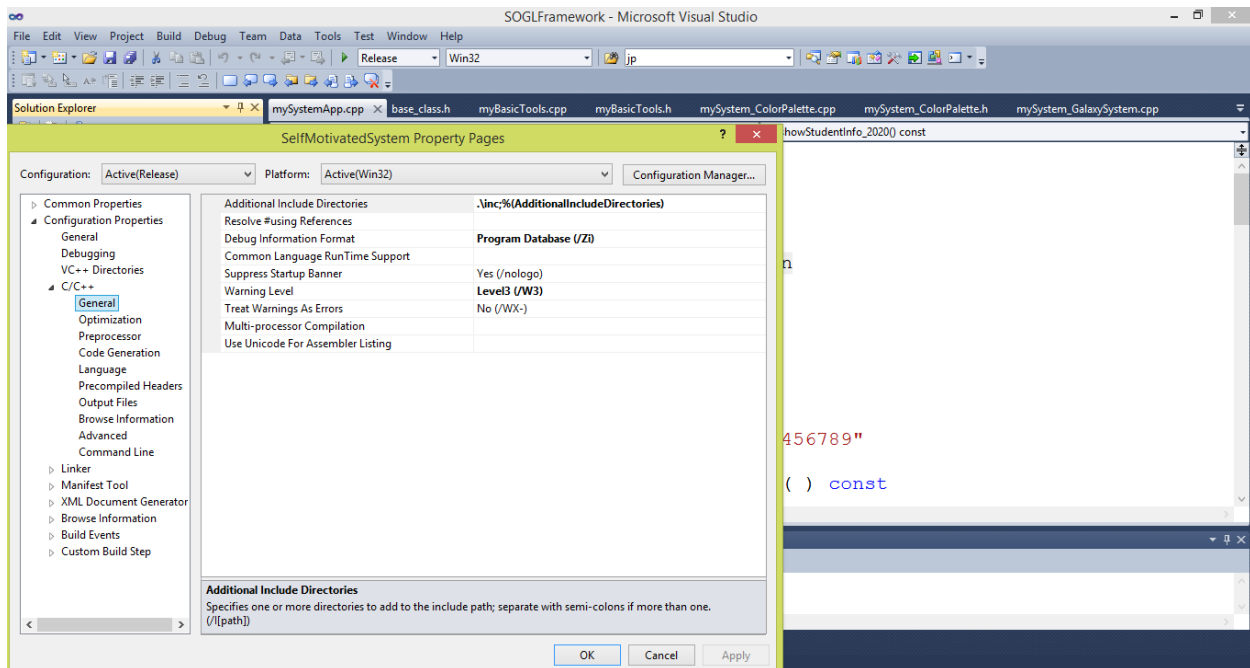 SOGLFramework - Microsoft Visual Studio
File Edit View Project Build Debug Team Data Tools Test Window Help
Release Win32 jp
Solution Explorer mySystemApp.cpp base_class.h myBasicTools.cpp myBasicTools.h mySystem_ColorPalette.cpp mySystem_ColorPalette.h mySystem_GalaxySystem.cpp
SelfMotivatedSystem Property Pages
howStudentInfo_2020() const
Configuration: Active(Release) Platform: Active(Win32) Configuration Manager...
Common Properties
Configuration Properties
General
Debugging
VC++ Directories
C/C++
General
Optimization
Preprocessor
Code Generation
Language
Precompiled Headers
Output Files
Browse Information
Advanced
Command Line
Linker
Manifest Tool
XML Document Generator
Browse Information
Build Events
Custom Build Step
Additional Include Directories .\inc;%(AdditionalIncludeDirectories)
Resolve #using References
Debug Information Format Program Database (/Zi)
Common Language RunTime Support
Suppress Startup Banner Yes (/nologo)
Warning Level Level3 (/W3)
Treat Warnings As Errors No (/WX-)
Multi-processor Compilation
Use Unicode For Assembler Listing
Additional Include Directories
Specifies one or more directories to add to the include path; separate with semi-colons if more than one.
(/I[path])
OK Cancel Apply
n
456789"
( ) const